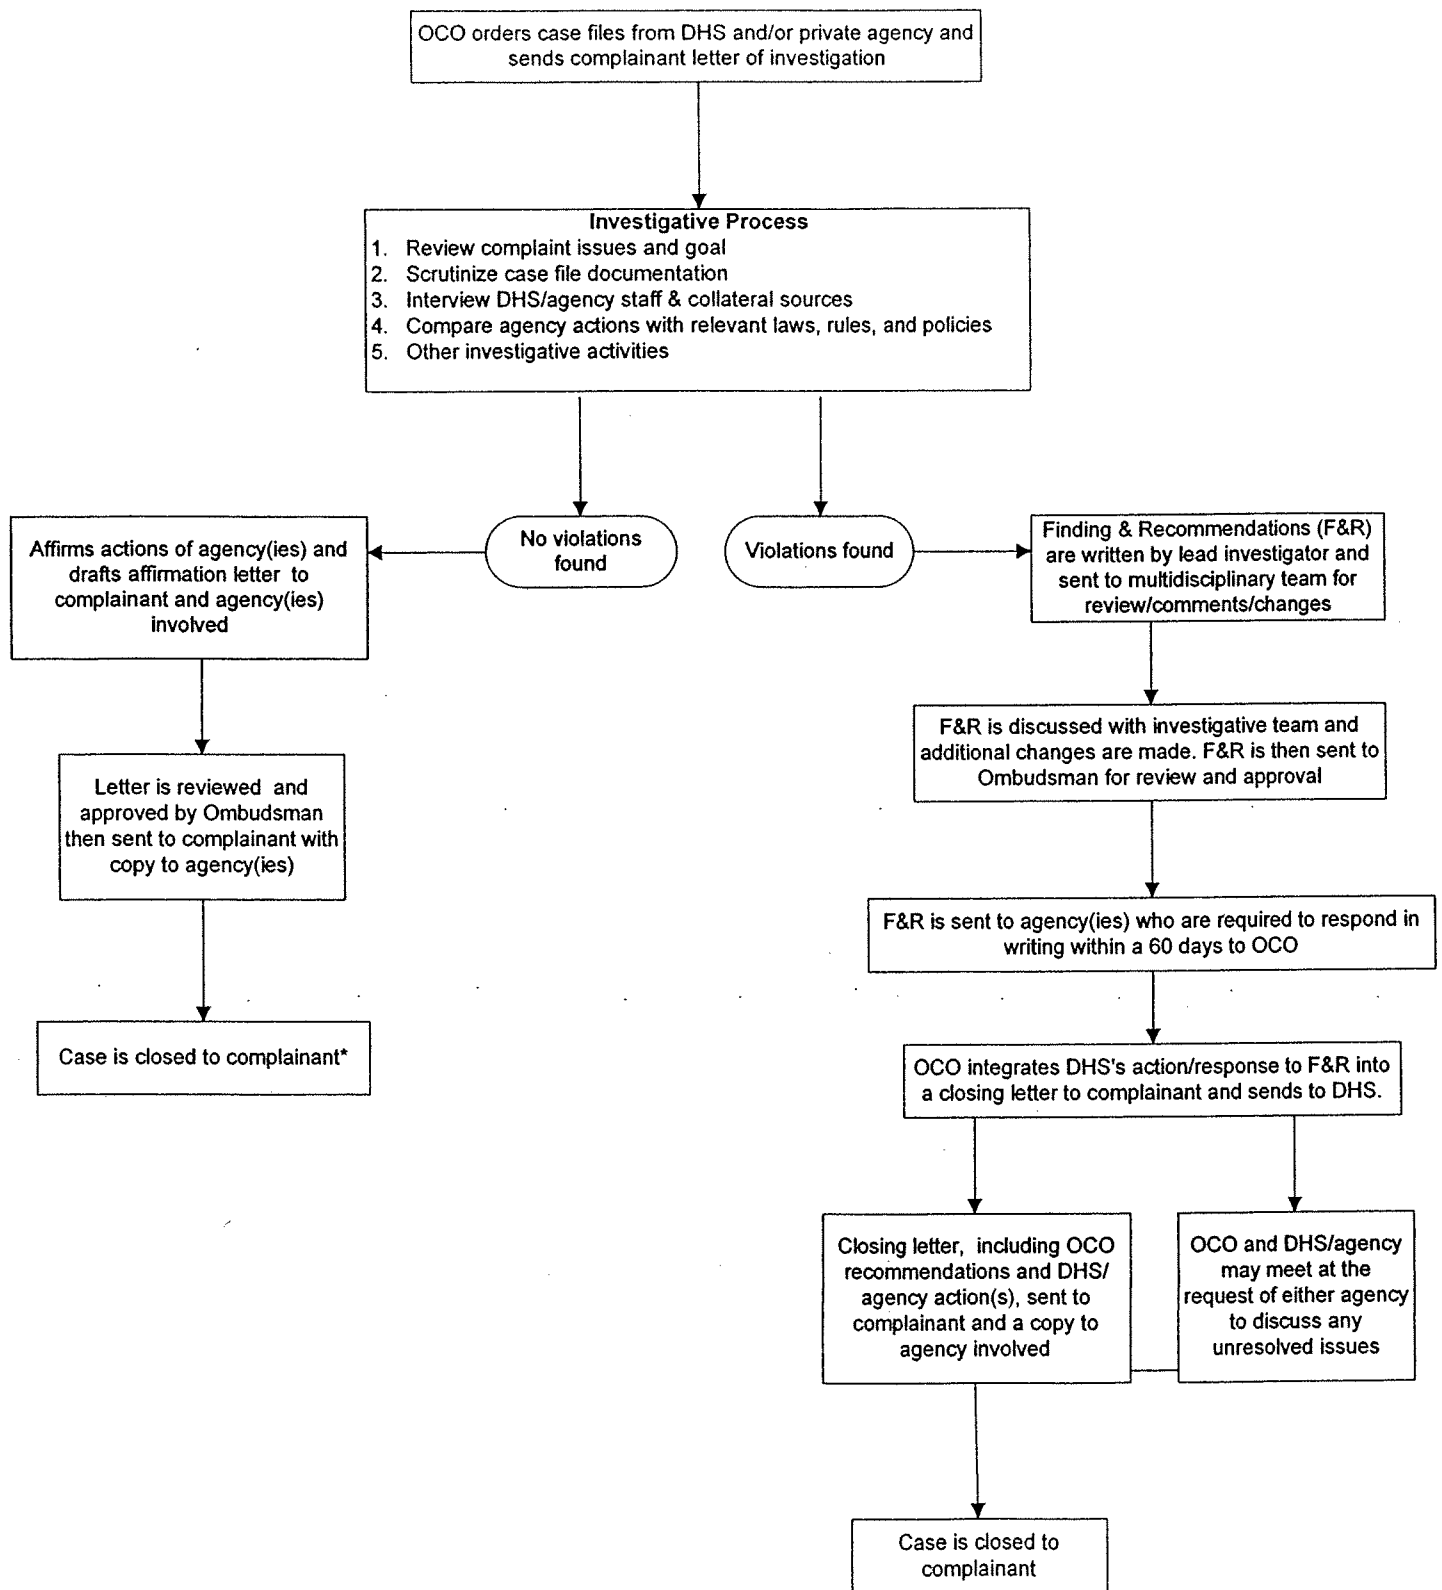 OCO orders case files from DHS and/or private agency and
sends complainant letter of investigation
Investigative Process
1. Review complaint issues and goal
2. Scrutinize case file documentation
3. Interview DHS/agency staff & collateral sources
4. Compare agency actions with relevant laws, rules, and policies
5. Other investigative activities
No violations
found
Violations found
Affirms actions of agency(ies) and
drafts affirmation letter to
complainant and agency(ies)
involved
Letter is reviewed and
approved by Ombudsman
then sent to complainant with
copy to agency(ies)
Case is closed to complainant*
Finding & Recommendations (F&R)
are written by lead investigator and
sent to multidisciplinary team for
review/comments/changes
F&R is discussed with investigative team and
additional changes are made. F&R is then sent to
Ombudsman for review and approval
F&R is sent to agency(ies) who are required to respond in
writing within a 60 days to OCO
OCO integrates DHS's action/response to F&R into
a closing letter to complainant and sends to DHS.
Closing letter, including OCO
recommendations and DHS/
agency action(s), sent to
complainant and a copy to
agency involved
OCO and DHS/agency
may meet at the
request of either agency
to discuss any
unresolved issues
Case is closed to
complainant